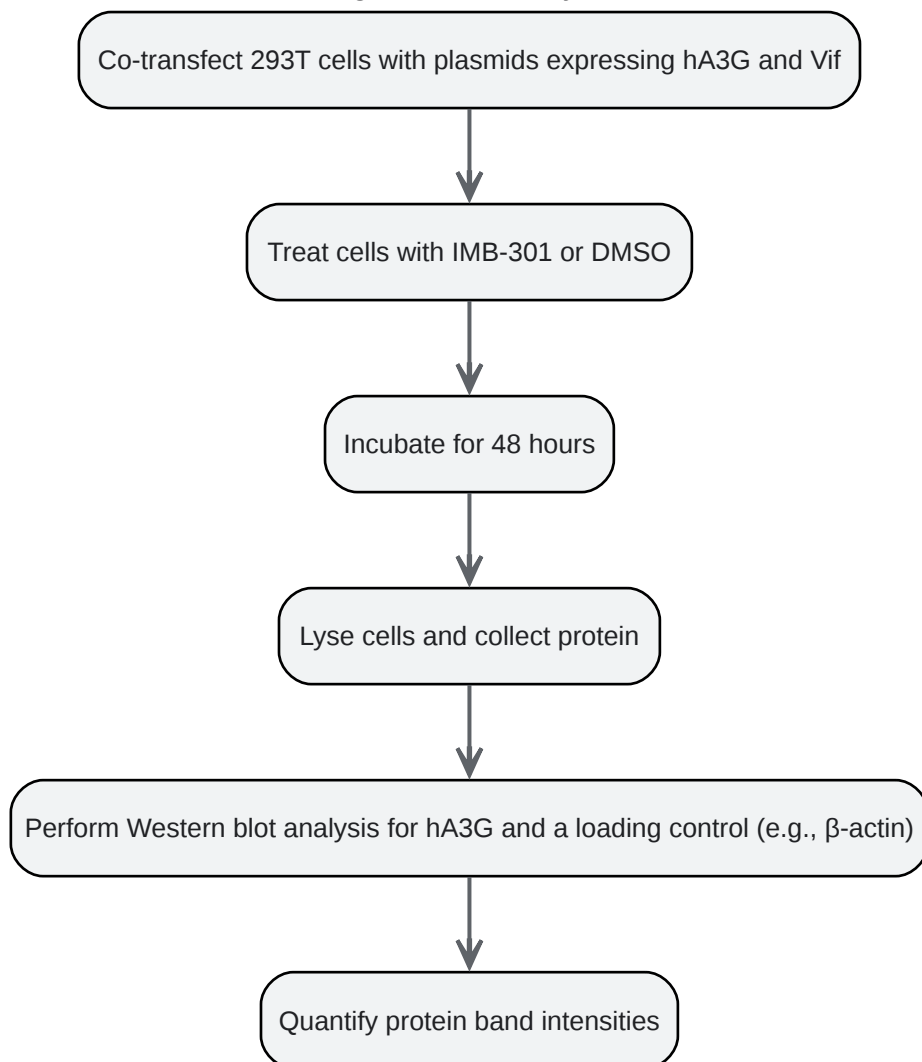 Co-transfect 293T cells with plasmids expressing hA3G and Vif
Treat cells with IMB-301 or DMSO
Incubate for 48 hours
Lyse cells and collect protein
Perform Western blot analysis for hA3G and a loading control (e.g., β-actin)
Quantify protein band intensities